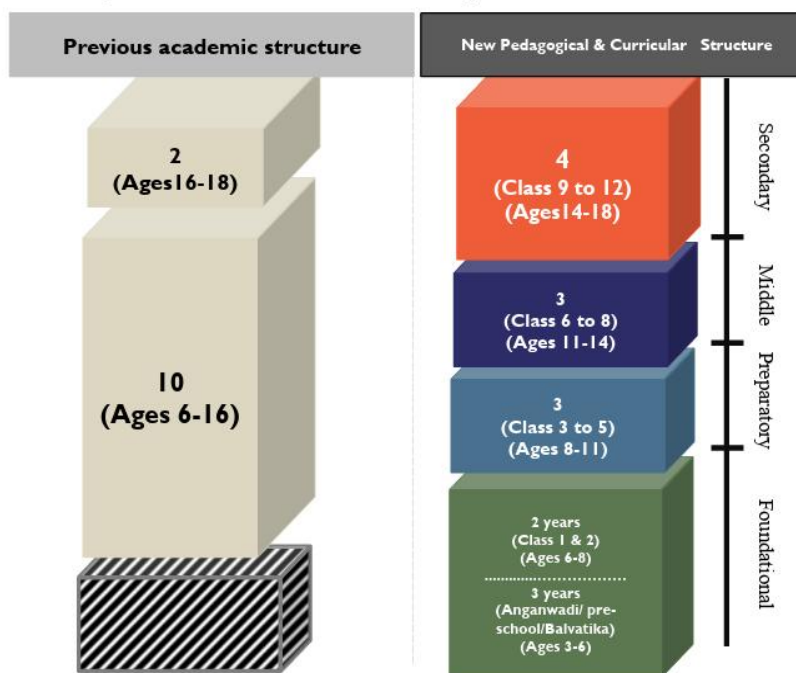 Previous academic structure
New Pedagogical & Curricular Structure
2
(Ages16-18)
10
(Ages 6-16)
4
(Class 9 to 12)
(Ages14-18)
3
(Class 6 to 8)
(Ages 11-14)
3
(Class 3 to 5)
(Ages 8-11)
2 years
(Class 1 & 2)
(Ages 6-8)
3 years
(Anganwadi/ pre-
school/Balvatika)
(Ages 3-6)
Secondary
Middle
Preparatory
Foundational